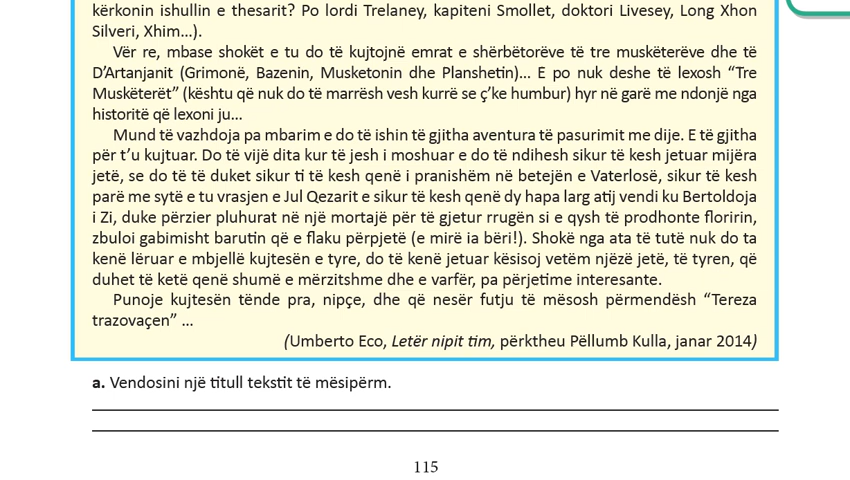 kërkonin ishullin e thesarit? Po lordi Trelaney, kapiteni Smollet, doktori Livesey, Long Xhon
Silveri, Xhim...).
Vër re, mbase shokët e tu do të kujtojnë emrat e shërbëtorëve të tre muskëterëve dhe të
D’Artanjanit (Grimonë, Bazenin, Musketonin dhe Planshetin)... E po nuk deshe të lexosh “Tre
Muskëterët” (kështu që nuk do të marrësh vesh kurrë se ç’ke humbur) hyr në garë me ndonjë nga
historitë që lexoni ju...
Mund të vazhdoja pa mbarim e do të ishin të gjitha aventura të pasurimit me dije. E të gjitha
për t’u kujtuar. Do të vijë dita kur të jesh i moshuar e do të ndihesh sikur të kesh jetuar mijëra
jetë, se do të të duket sikur ti të kesh qenë i pranishëm në betejën e Vaterlosë, sikur të kesh
parë me sytë e tu vrasjen e Jul Qezarit e sikur të kesh qenë dy hapa larg atij vendi ku Bertoldoja
i Zi, duke përzier pluhurat në një mortajë për të gjetur rrugën si e qysh të prodhonte floririn,
zbuloi gabimisht barutin që e flaku përpjetë (e mirë ia bëri!). Shokë nga ata të tutë nuk do ta
kenë lëruar e mbjellë kujtesën e tyre, do të kenë jetuar kësisoj vetëm njëzë jetë, të tyren, që
duhet të ketë qenë shumë e mërzitshme dhe e varfër, pa përjetime interesante.
Punoje kujtesën tënde pra, nipçe, dhe që nesër futju të mësosh përmendësh “Tereza
trazovaçen” ...
(Umberto Eco, Letër nipit tim, përktheu Pëllumb Kulla, janar 2014)
a. Vendosini një titull tekstit të mësipërm.
115